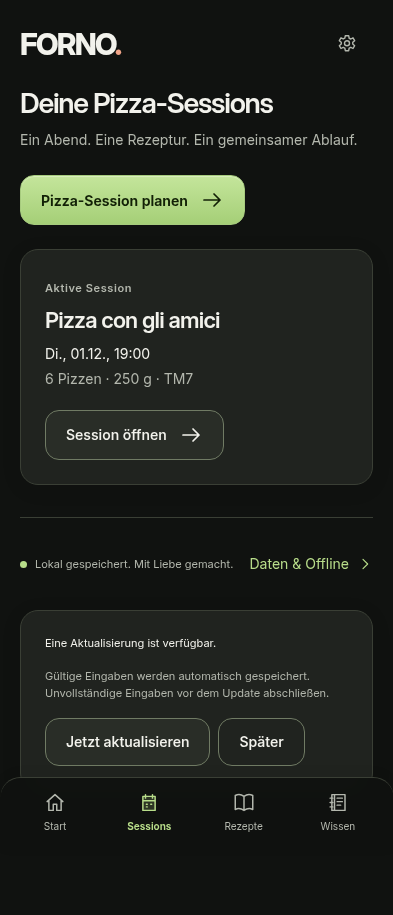 FORNO.
Deine Pizza-Sessions
Ein Abend. Eine Rezeptur. Ein gemeinsamer Ablauf.
Pizza-Session planen
Aktive Session
Pizza con gli amici
Di., 01.12., 19:00
6 Pizzen · 250 g · TM7
Session öffnen
Lokal gespeichert. Mit Liebe gemacht. Daten & Offline
Eine Aktualisierung ist verfügbar.
Gültige Eingaben werden automatisch gespeichert.
Unvollständige Eingaben vor dem Update abschließen.
Jetzt aktualisieren Später
Start Sessions Rezepte Wissen